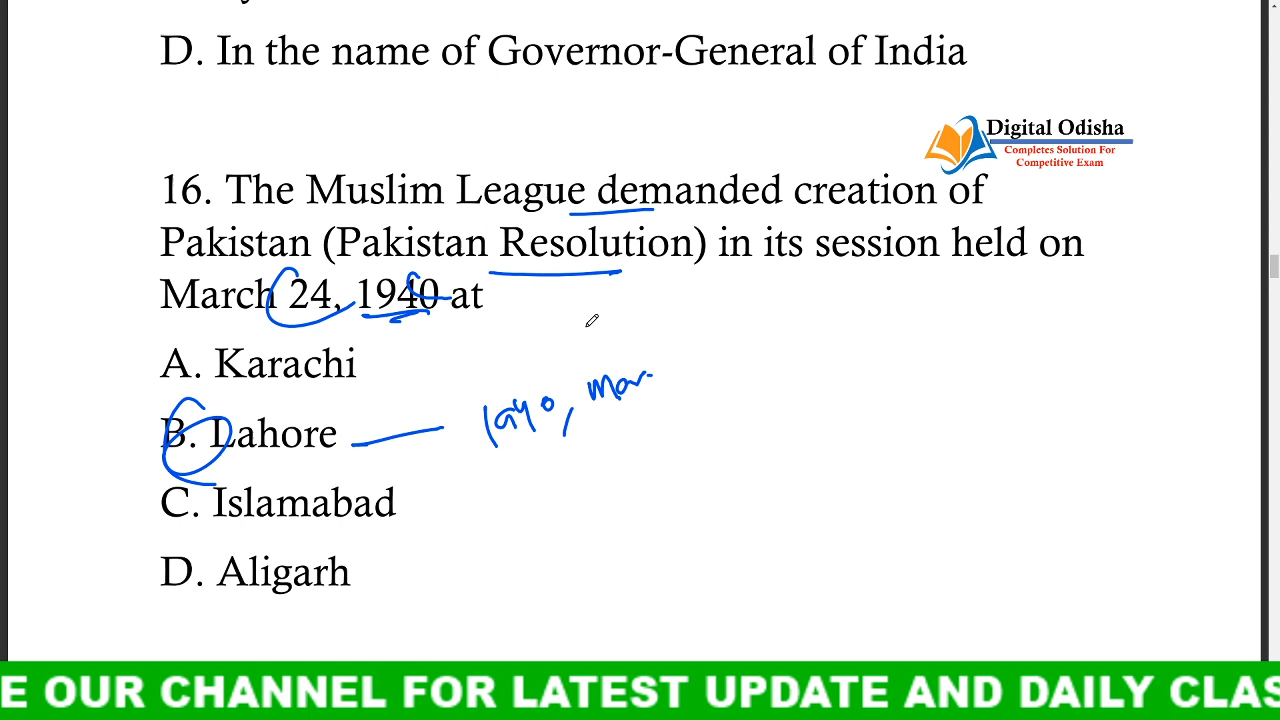 D. In the name of Governor-General of India
Digital Odisha
Completes Solution For
Competitive Exam
16. The Muslim League demanded creation of
Pakistan (Pakistan Resolution) in its session held on
March 24, 1940 at
A. Karachi
1940, Mar
B. Lahore
C. Islamabad
D. Aligarh
E OUR CHANNEL FOR LATEST UPDATE AND DAILY CLAS